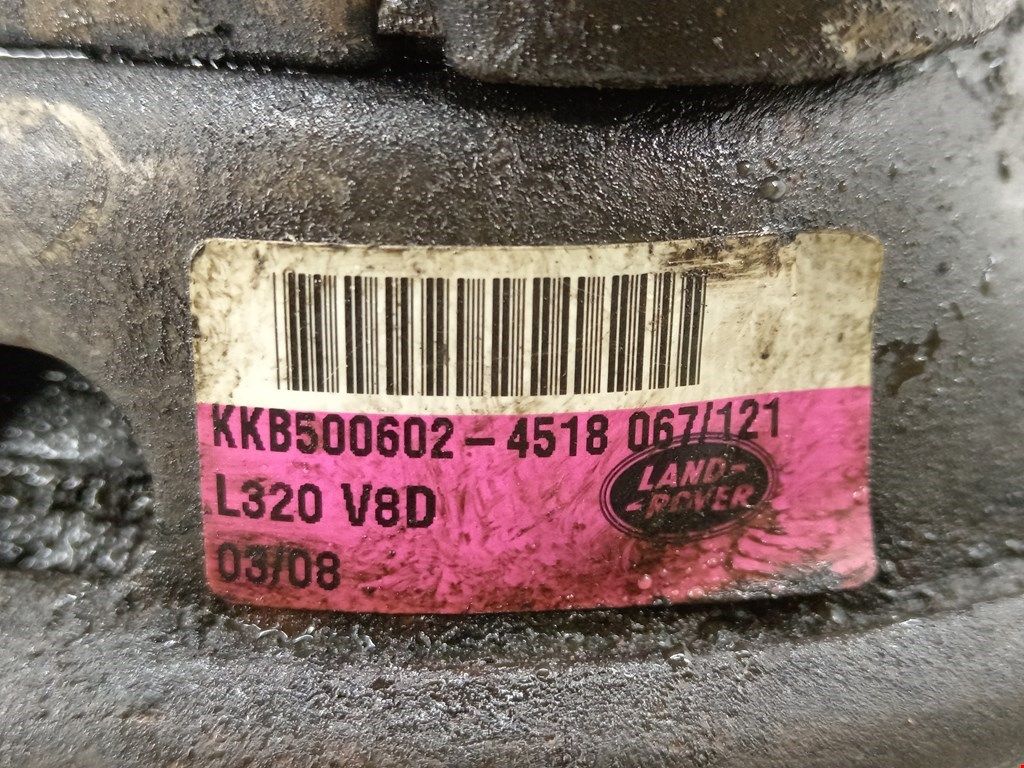 KKB500602-4518 067/121
LAND-
-ROVER
L320 V8D
03/08